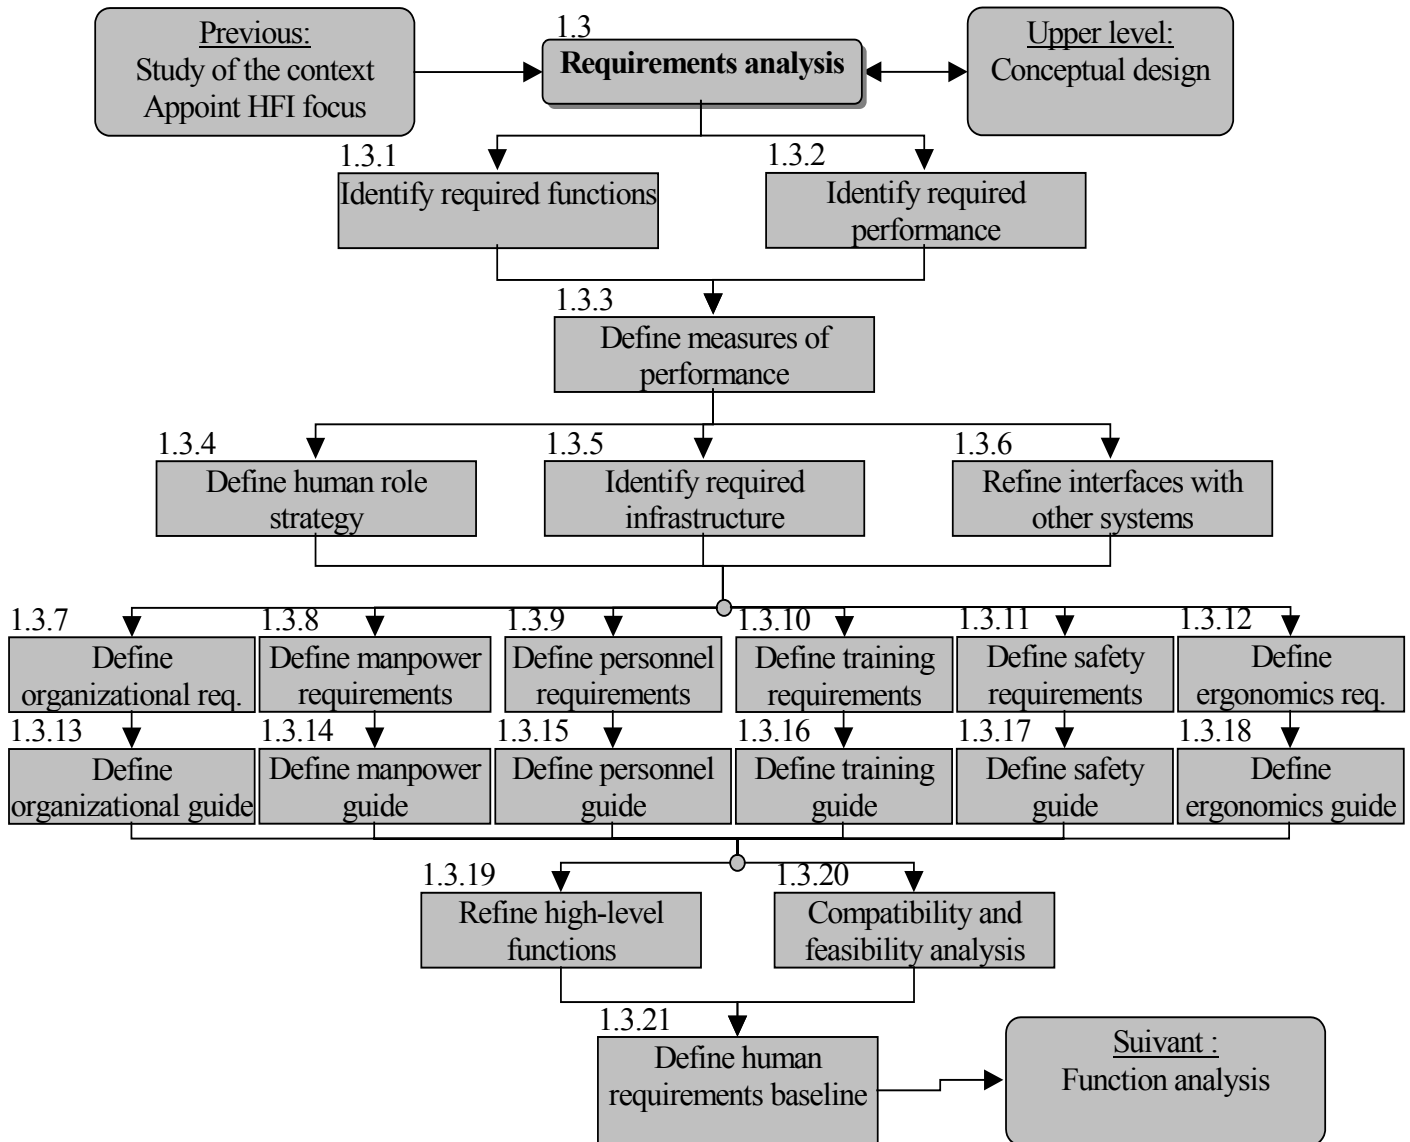 Previous:
Study of the context
Appoint HFI focus
1.3
Requirements analysis
Upper level:
Conceptual design
1.3.1
Identify required functions
1.3.2
Identify required
performance
1.3.3
Define measures of
performance
1.3.4
Define human role
strategy
1.3.5
Identify required
infrastructure
1.3.6
Refine interfaces with
other systems
1.3.7
Define
organizational req.
1.3.8
Define manpower
requirements
1.3.9
Define personnel
requirements
1.3.10
Define training
requirements
1.3.11
Define safety
requirements
1.3.12
Define
ergonomics req.
1.3.13
Define
organizational guide
1.3.14
Define manpower
guide
1.3.15
Define personnel
guide
1.3.16
Define training
guide
1.3.17
Define safety
guide
1.3.18
Define
ergonomics guide
1.3.19
Refine high-level
functions
1.3.20
Compatibility and
feasibility analysis
1.3.21
Define human
requirements baseline
Suivant :
Function analysis